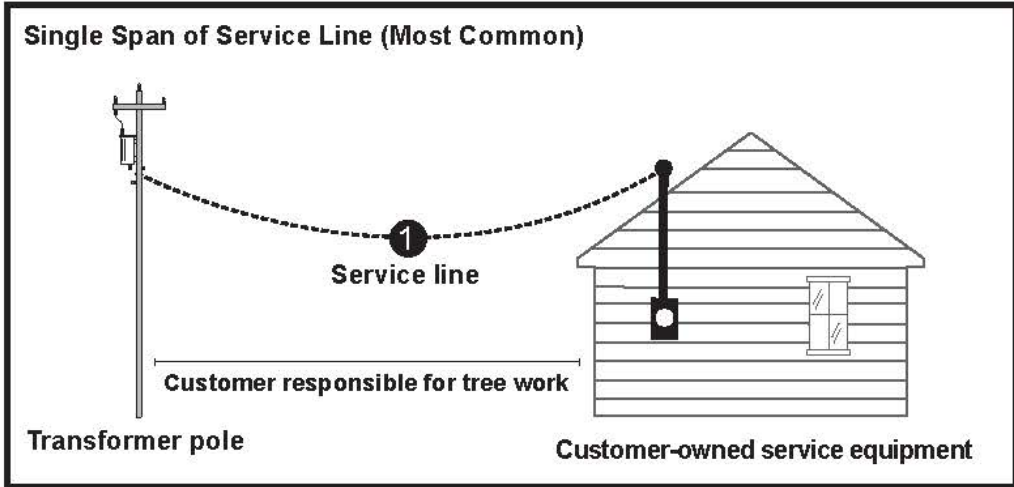 Single Span of Service Line (Most Common)
1
Service line
Customer responsible for tree work
Transformer pole
Customer-owned service equipment